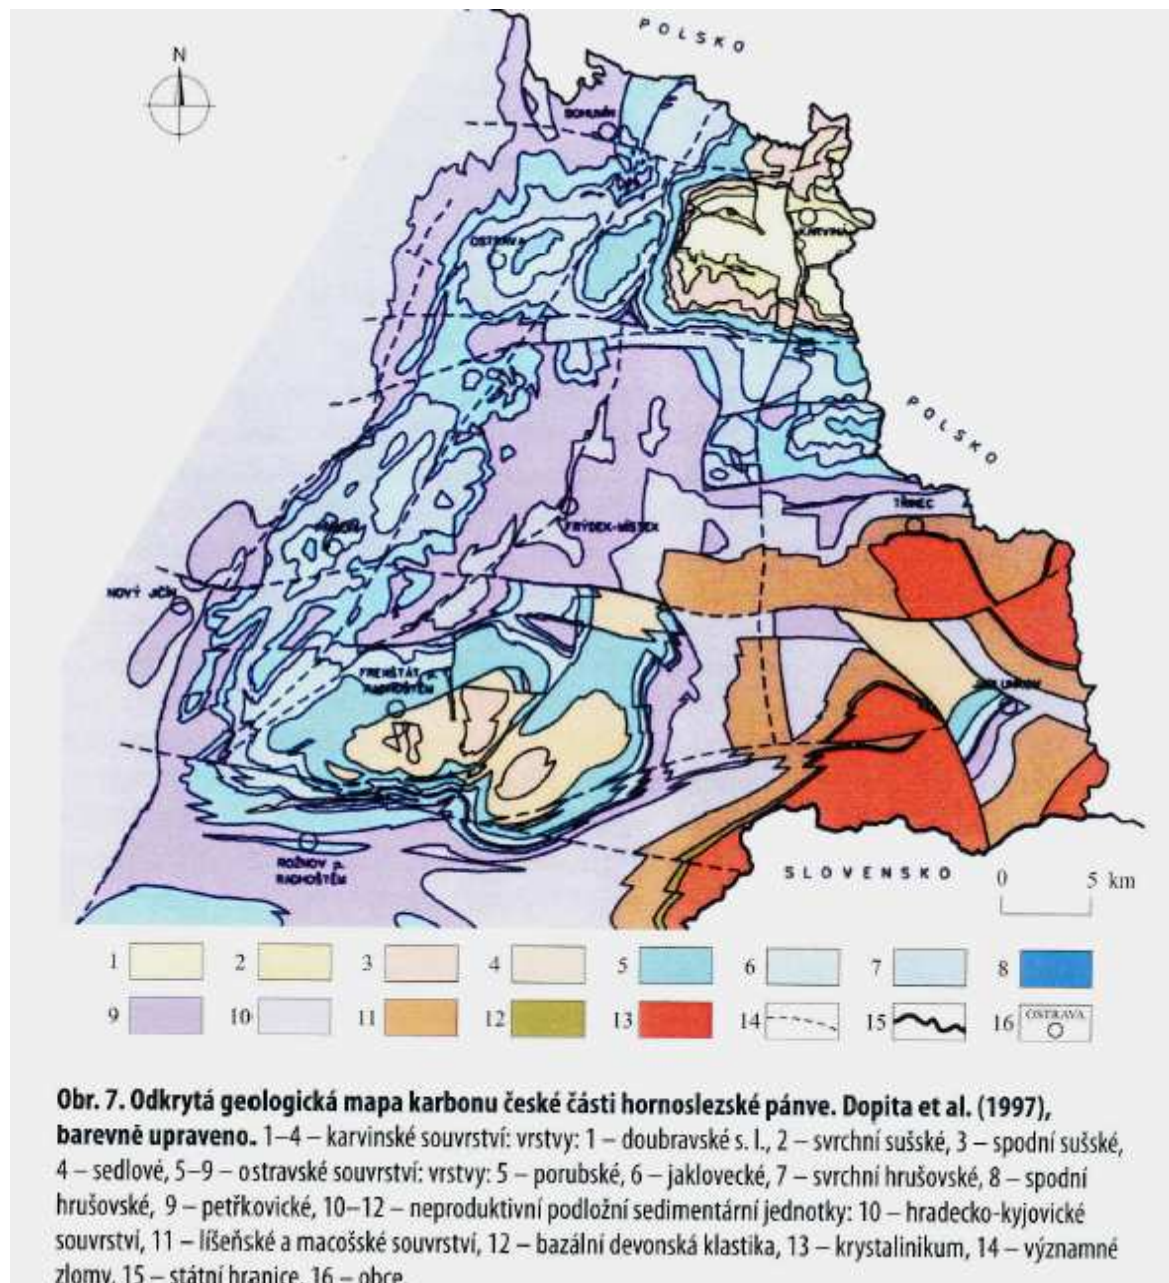 POLSKO
N
BOHUMÍN
KARVINÁ
OSTRAVA
POLSKO
TŘINEC
FRÝDEK-MÍSTEK
NOVÝ JIČÍN
FRENŠTÁT p.
RADHOŠTĚM
ROŽNOV p.
RADHOŠTĚM
SLOVENSKO
0 5 km
1 2 3 4 5 6 7 8
9 10 11 12 13 14 15 16 OSTRAVA
Obr. 7. Odkrytá geologická mapa karbonu české části hornoslezské pánve. Dopita et al. (1997),
barevně upraveno. 1–4 – karvinské souvrství: vrstvy: 1 – doubravské s. l., 2 – svrchní sušské, 3 – spodní sušské,
4 – sedlové, 5–9 – ostravské souvrství: vrstvy: 5 – porubské, 6 – jaklovecké, 7 – svrchní hrušovské, 8 – spodní
hrušovské, 9 – petřkovické, 10–12 – neproduktivní podložní sedimentární jednotky: 10 – hradecko-kyjovické
souvrství, 11 – líšeňské a macošské souvrství, 12 – bazální devonská klastika, 13 – krystalinikum, 14 – významné
zlomy, 15 – státní hranice, 16 – obce.